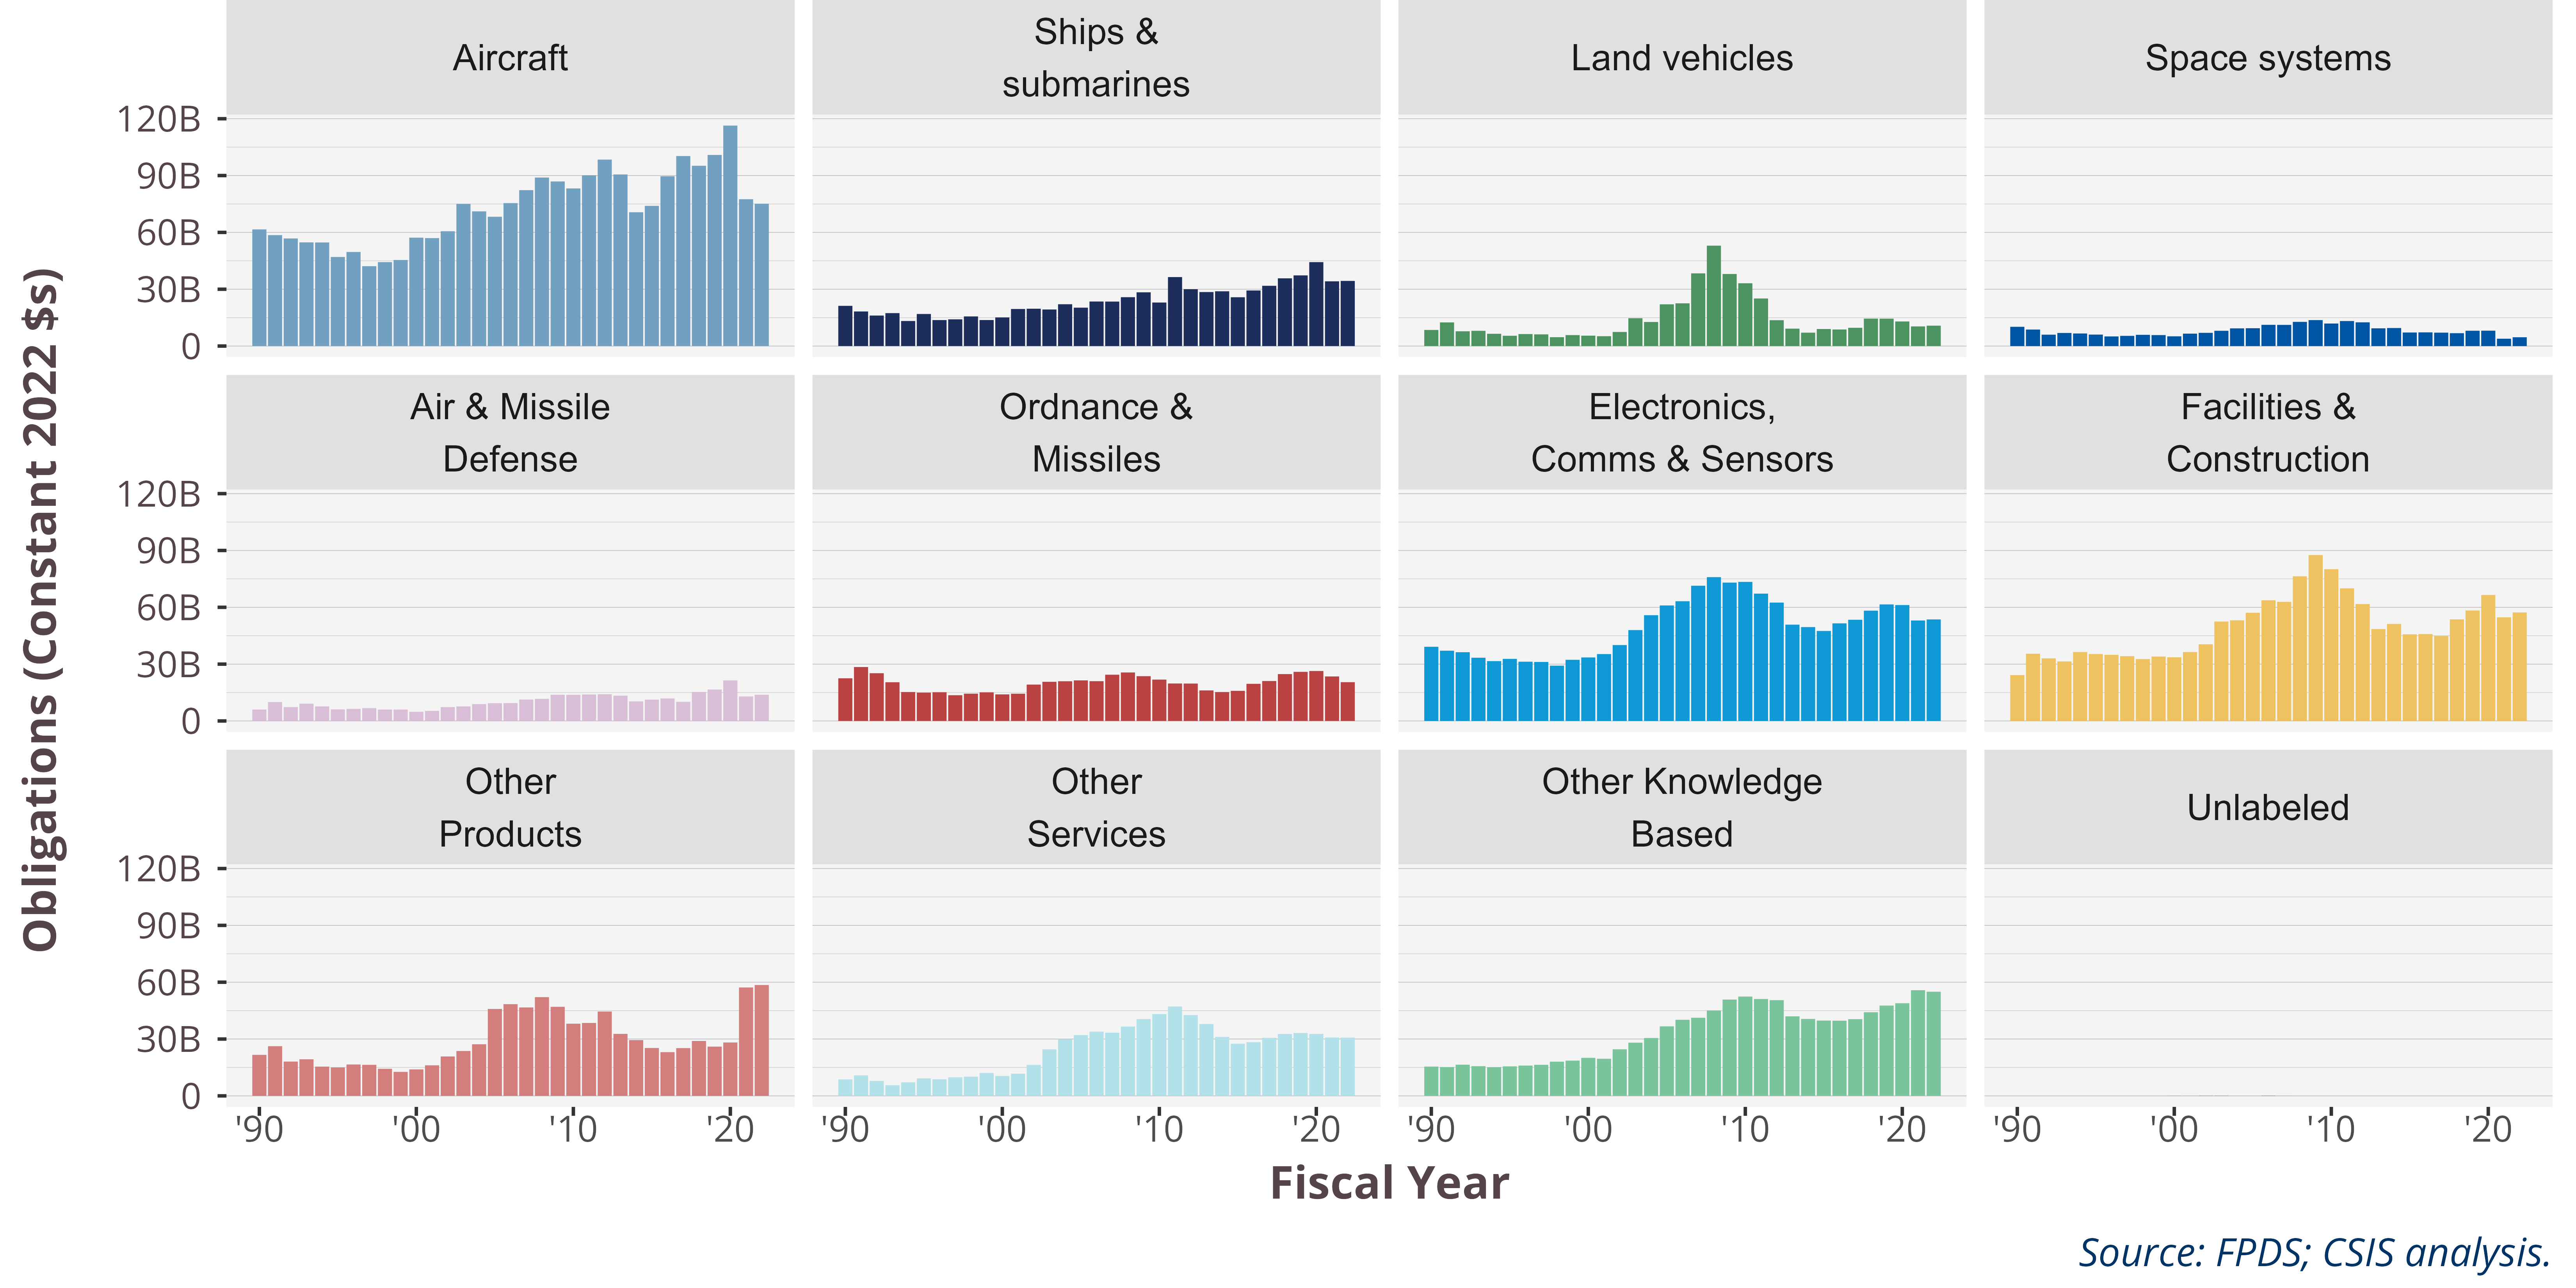 Aircraft
Ships &
submarines
Land vehicles
Space systems
120B
90B
60B
30B
0
Air & Missile
Defense
Ordnance &
Missiles
Electronics,
Comms & Sensors
Facilities &
Construction
120B
90B
60B
30B
0
Other
Products
Other
Services
Other Knowledge
Based
Unlabeled
120B
90B
60B
30B
0
'90 '00 '10 '20
'90 '00 '10 '20
'90 '00 '10 '20
'90 '00 '10 '20
Obligations (Constant 2022 $s)
Fiscal Year
Source: FPDS; CSIS analysis.